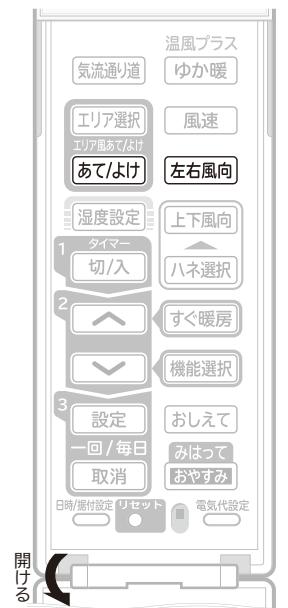 温風プラス
気流通り道 ゆか暖
エリア選択 風速
エリア風あて/よけ
あて/よけ 左右風向
湿度設定 上下風向
1 タイマー
切/入 ハネ選択
2 すぐ暖房
機能選択
3 設定 おしえて
一回/毎日 みはって
取消 おやすみ
日時/据付設定 リセット 電気代設定
開ける